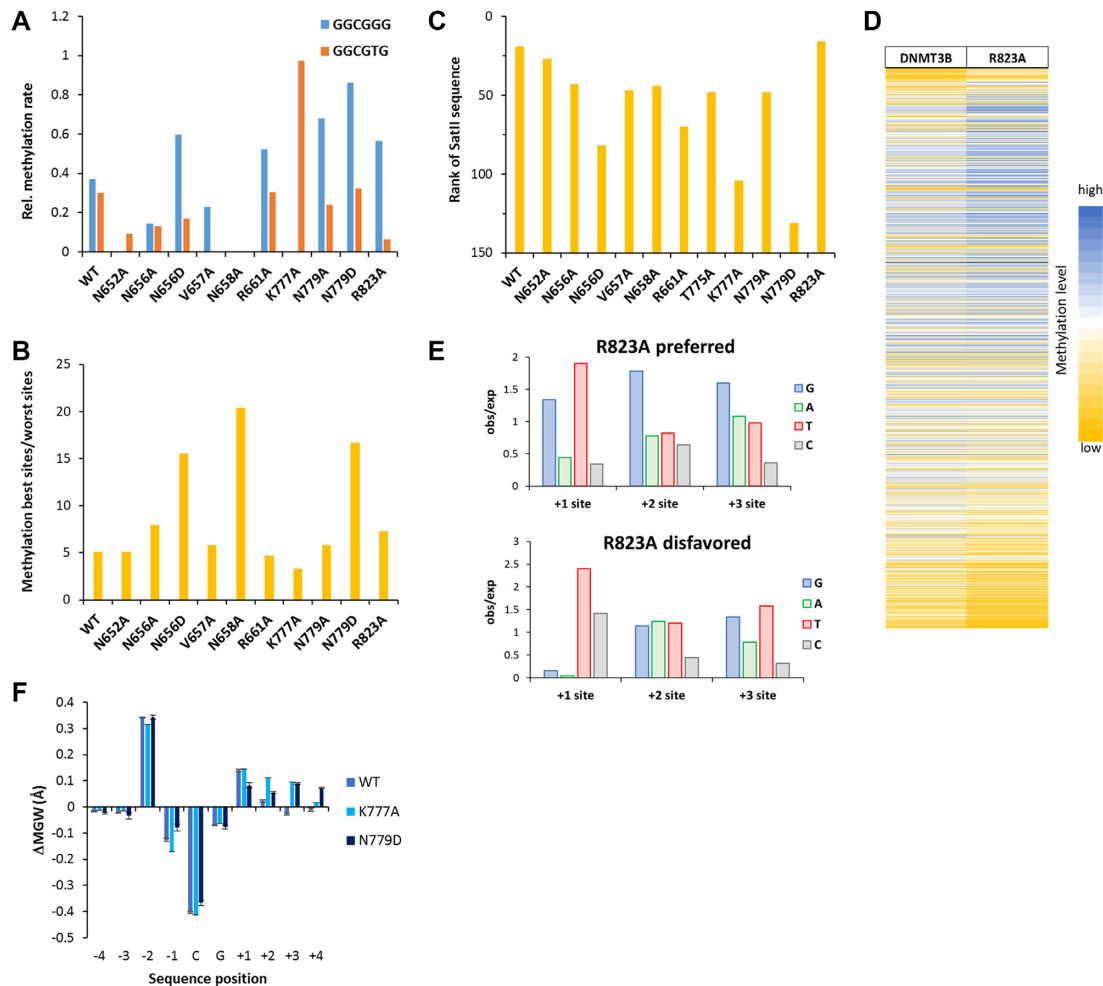 A
GGCGGG
GGCGTG
Rel. methylation rate
1.2
1
0.8
0.6
0.4
0.2
0
WT
N652A
N656A
N656D
V657A
N658A
R661A
K777A
N779A
N779D
R823A
B
Methylation best sites/worst sites
25
20
15
10
5
0
WT
N652A
N656A
N656D
V657A
N658A
R661A
K777A
N779A
N779D
R823A
C
Rank of SatII sequence
0
50
100
150
WT
N652A
N656A
N656D
V657A
N658A
R661A
T775A
K777A
N779A
N779D
R823A
D
DNMT3B
R823A
high
Methylation level
low
E
R823A preferred
obs/exp
2
1.5
1
0.5
0
+1 site
+2 site
+3 site
G
A
T
C
R823A disfavored
obs/exp
3
2.5
2
1.5
1
0.5
0
+1 site
+2 site
+3 site
G
A
T
C
F
ΔMGW (Å)
0.4
0.3
0.2
0.1
0
-0.1
-0.2
-0.3
-0.4
-0.5
WT
K777A
N779D
-4
-3
-2
-1
C
G
+1
+2
+3
+4
Sequence position